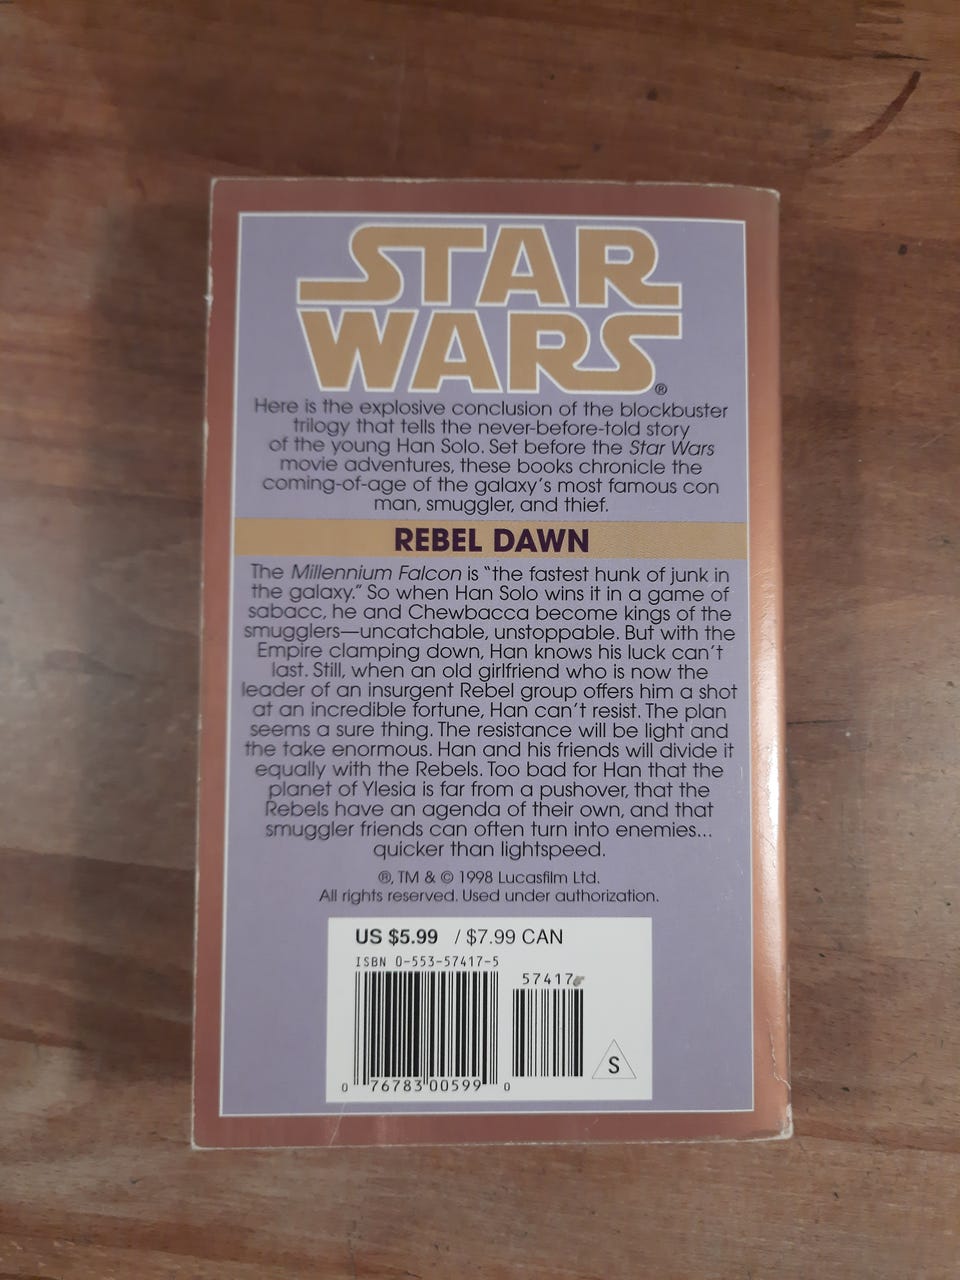 STAR
WARS®
Here is the explosive conclusion of the blockbuster
trilogy that tells the never-before-told story
of the young Han Solo. Set before the Star Wars
movie adventures, these books chronicle the
coming-of-age of the galaxy's most famous con
man, smuggler, and thief.
REBEL DAWN
The Millennium Falcon is "the fastest hunk of junk in
the galaxy." So when Han Solo wins it in a game of
sabacc, he and Chewbacca become kings of the
smugglers—uncatchable, unstoppable. But with the
Empire clamping down, Han knows his luck can't
last. Still, when an old girlfriend who is now the
leader of an insurgent Rebel group offers him a shot
at an incredible fortune, Han can't resist. The plan
seems a sure thing. The resistance will be light and
the take enormous. Han and his friends will divide it
equally with the Rebels. Too bad for Han that the
planet of Ylesia is far from a pushover, that the
Rebels have an agenda of their own, and that
smuggler friends can often turn into enemies...
quicker than lightspeed.
®, TM & © 1998 Lucasfilm Ltd.
All rights reserved. Used under authorization.
US $5.99 / $7.99 CAN
ISBN 0-553-57417-5
57417
0 76783 00599 0
S